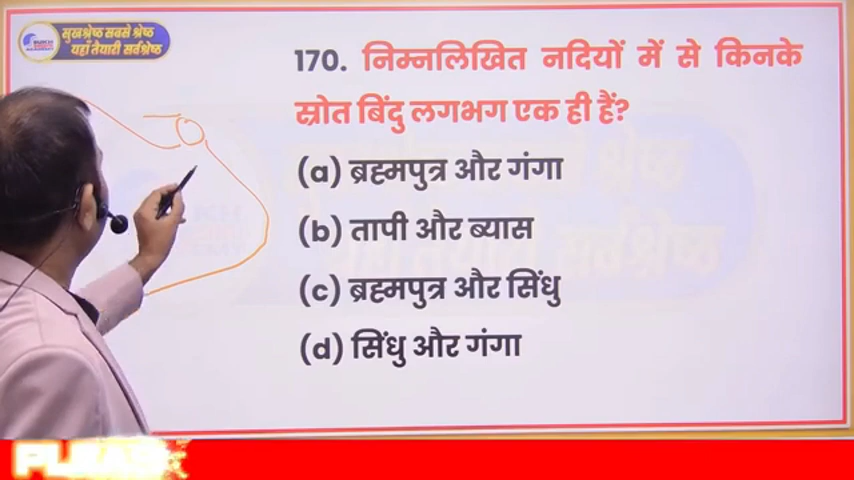 सुखश्रेष्ठ सबसे श्रेष्ठ
यहाँ तैयारी सर्वश्रेष्ठ
170. निम्नलिखित नदियों में से किनके
स्रोत बिंदु लगभग एक ही हैं?
(a) ब्रह्मपुत्र और गंगा
(b) तापी और ब्यास
(c) ब्रह्मपुत्र और सिंधु
(d) सिंधु और गंगा